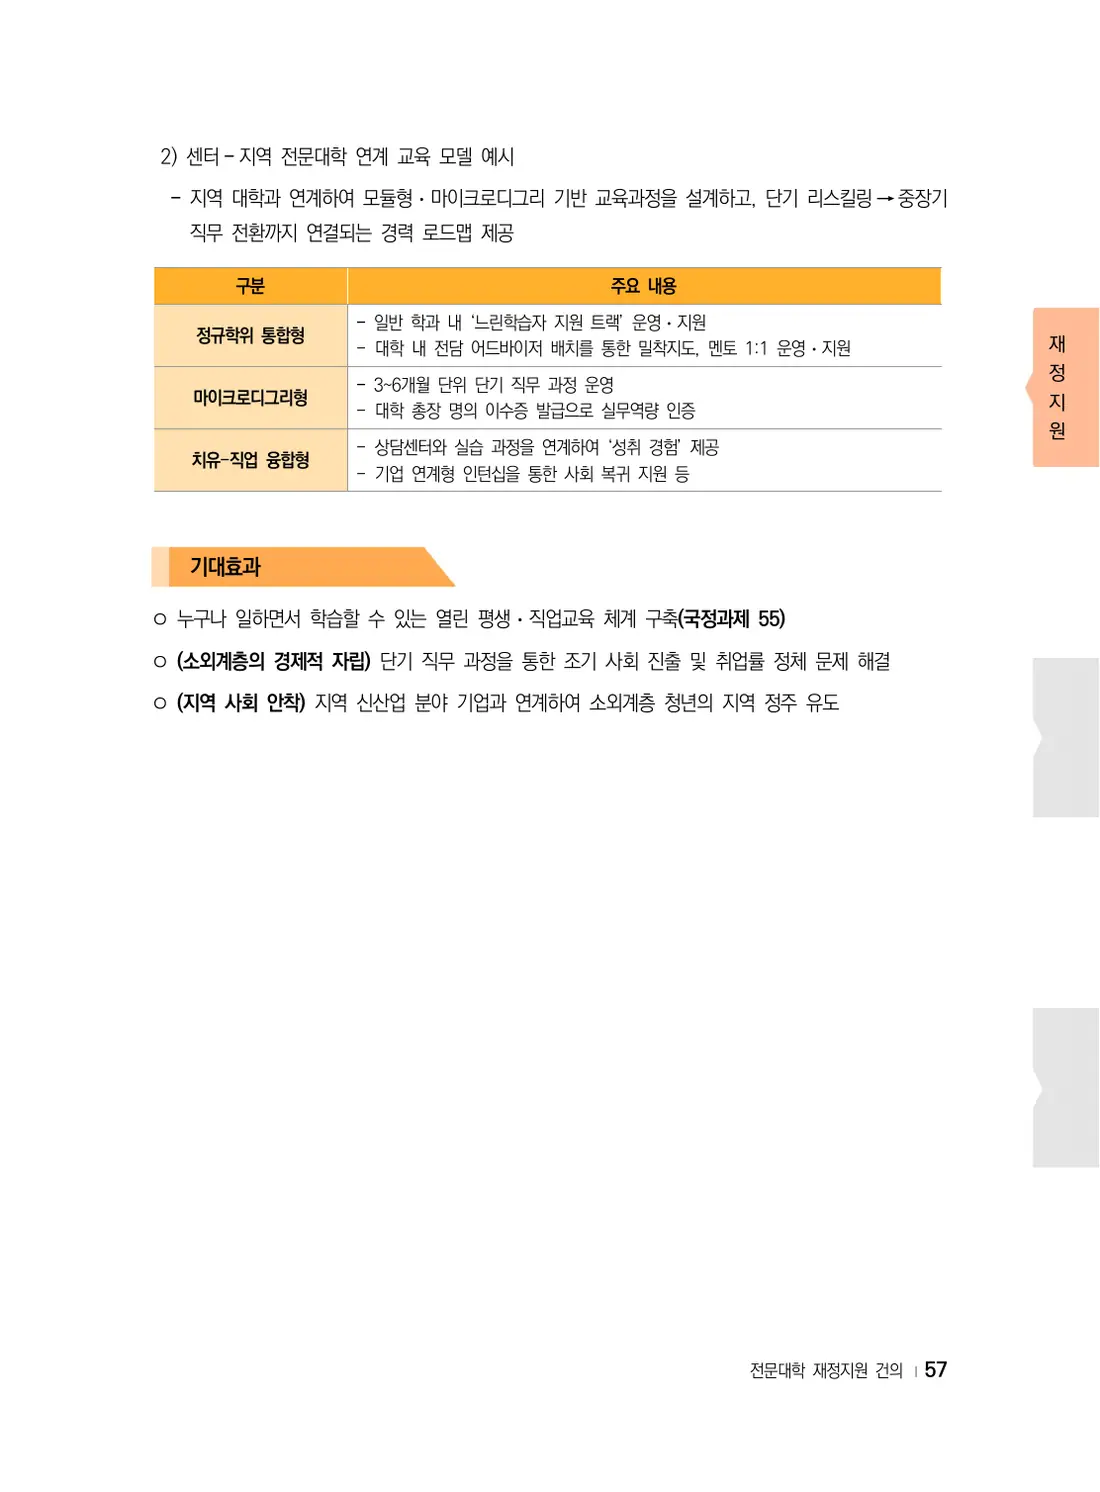 2) 센터 – 지역 전문대학 연계 교육 모델 예시
– 지역 대학과 연계하여 모듈형・마이크로디그리 기반 교육과정을 설계하고, 단기 리스킬링 → 중장기
직무 전환까지 연결되는 경력 로드맵 제공
구분 주요 내용
정규학위 통합형
– 일반 학과 내 ‘느린학습자 지원 트랙’ 운영・지원
– 대학 내 전담 어드바이저 배치를 통한 밀착지도, 멘토 1:1 운영・지원
마이크로디그리형
– 3~6개월 단위 단기 직무 과정 운영
– 대학 총장 명의 이수증 발급으로 실무역량 인증
치유–직업 융합형
– 상담센터와 실습 과정을 연계하여 ‘성취 경험’ 제공
– 기업 연계형 인턴십을 통한 사회 복귀 지원 등
재
정
지
원
기대효과
○ 누구나 일하면서 학습할 수 있는 열린 평생・직업교육 체계 구축(국정과제 55)
○ (소외계층의 경제적 자립) 단기 직무 과정을 통한 조기 사회 진출 및 취업률 정체 문제 해결
○ (지역 사회 안착) 지역 신산업 분야 기업과 연계하여 소외계층 청년의 지역 정주 유도
전문대학 재정지원 건의 | 57